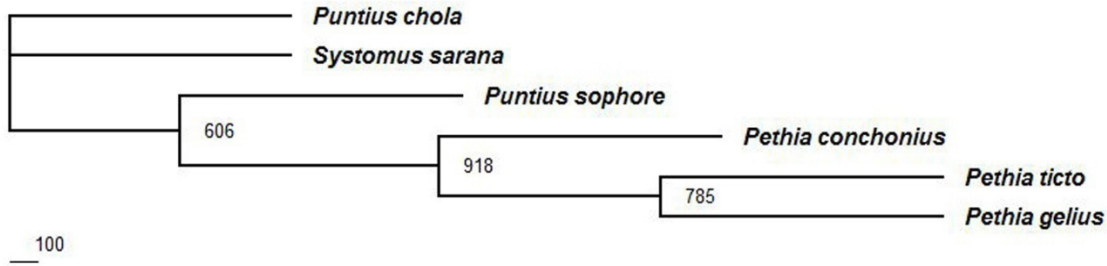 Puntius chola
Systomus sarana
Puntius sophore
606
Pethia conchonius
918
Pethia ticto
785
Pethia gelius
100